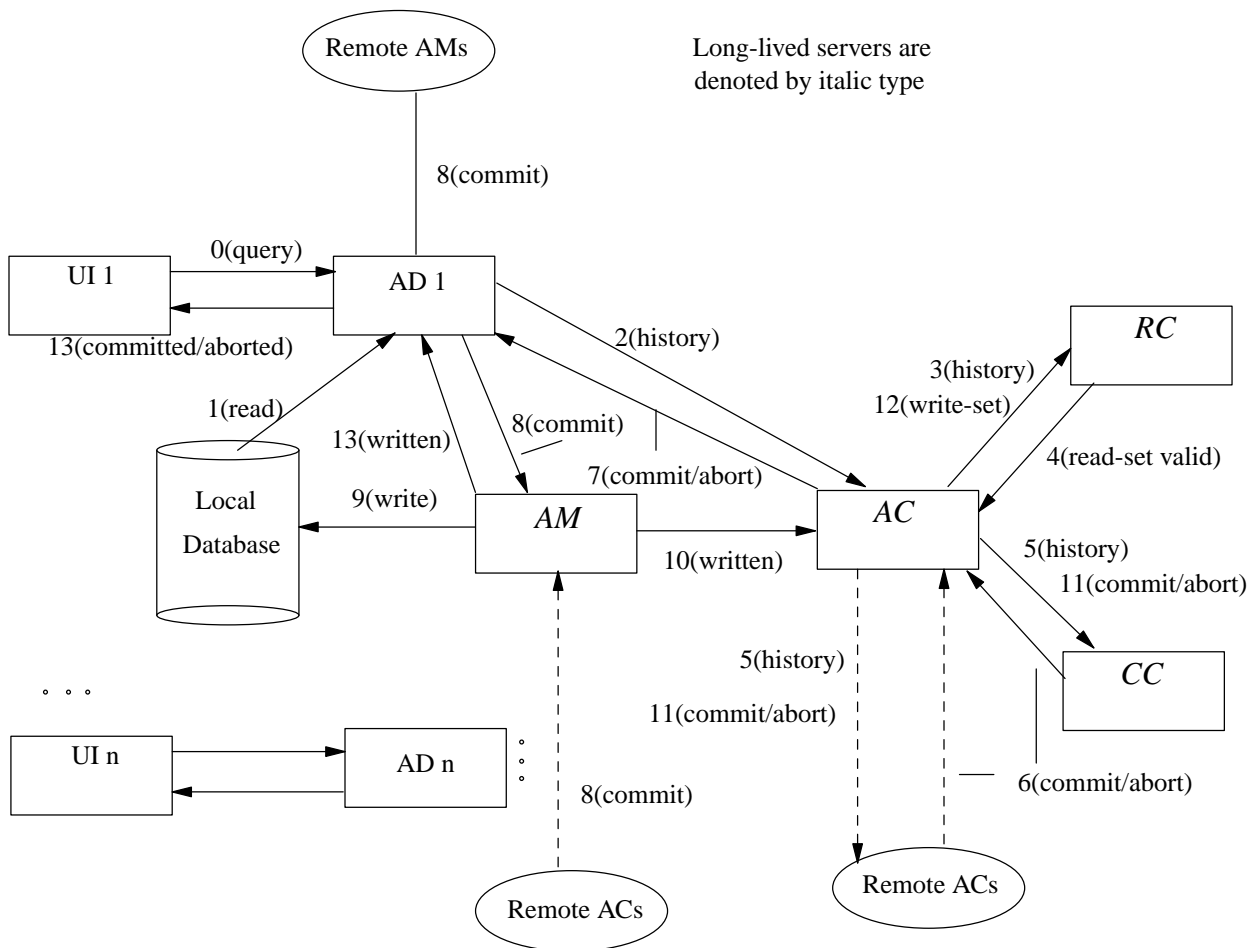 Remote AMs
Long-lived servers are
denoted by italic type
8(commit)
0(query)
UI 1
AD 1
13(committed/aborted)
2(history)
RC
3(history)
12(write-set)
1(read)
13(written)
8(commit)
4(read-set valid)
7(commit/abort)
Local
Database
9(write)
AM
AC
10(written)
5(history)
11(commit/abort)
5(history)
11(commit/abort)
CC
UI n
AD n
8(commit)
6(commit/abort)
Remote ACs
Remote ACs